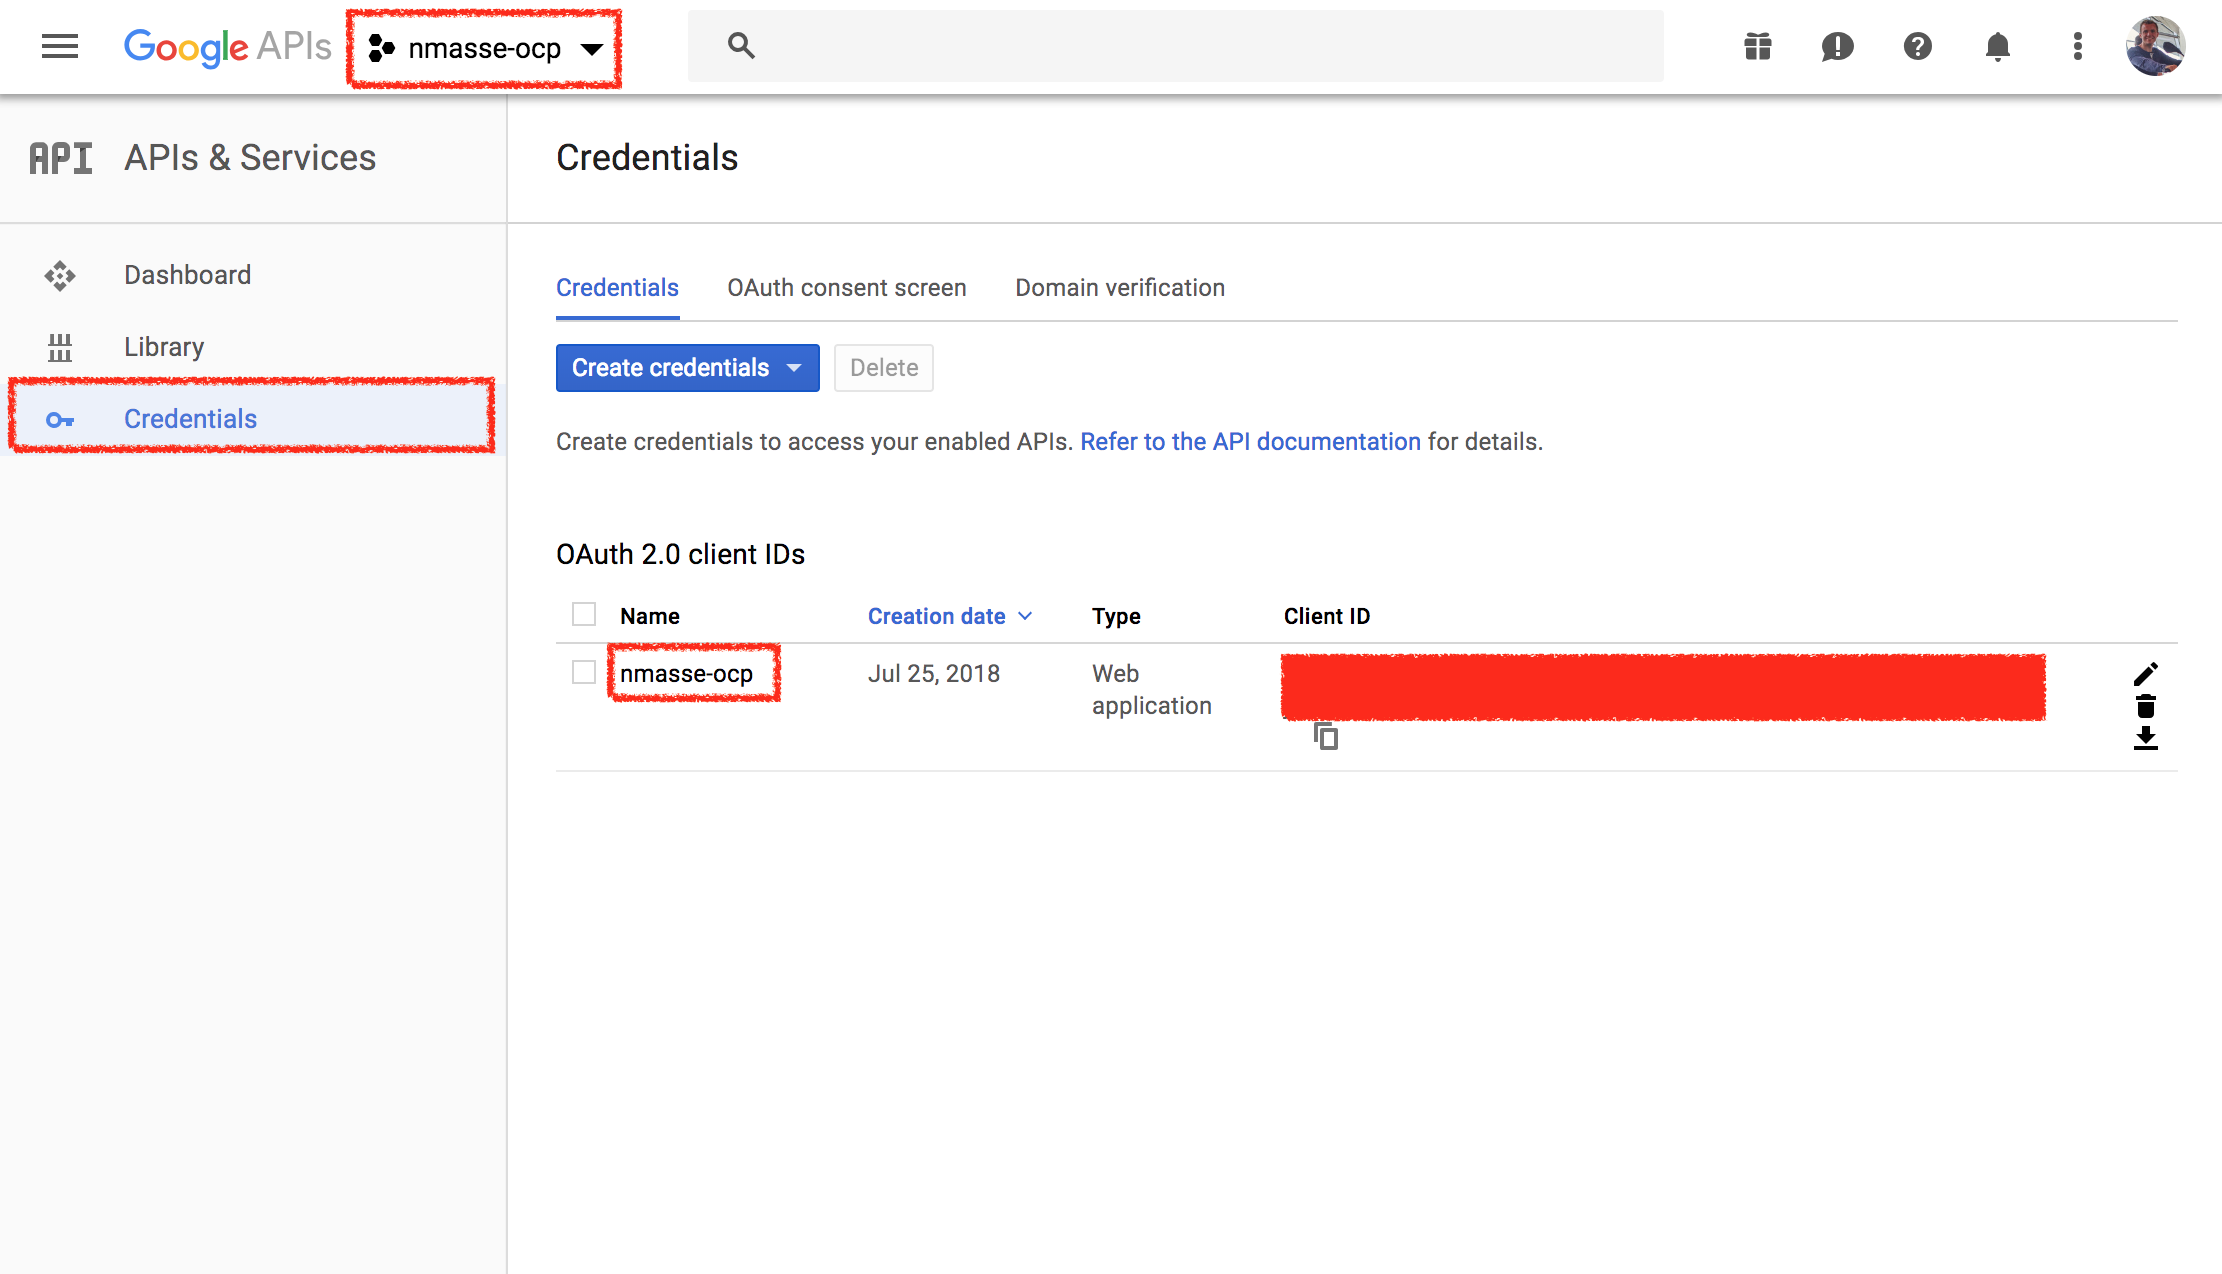 Google APIs nmasse-ocp
API APIs & Services
Credentials
Dashboard
Library
Credentials
Credentials OAuth consent screen Domain verification
Create credentials Delete
Create credentials to access your enabled APIs. Refer to the API documentation for details.
OAuth 2.0 client IDs
Name Creation date Type Client ID
nmasse-ocp Jul 25, 2018 Web application